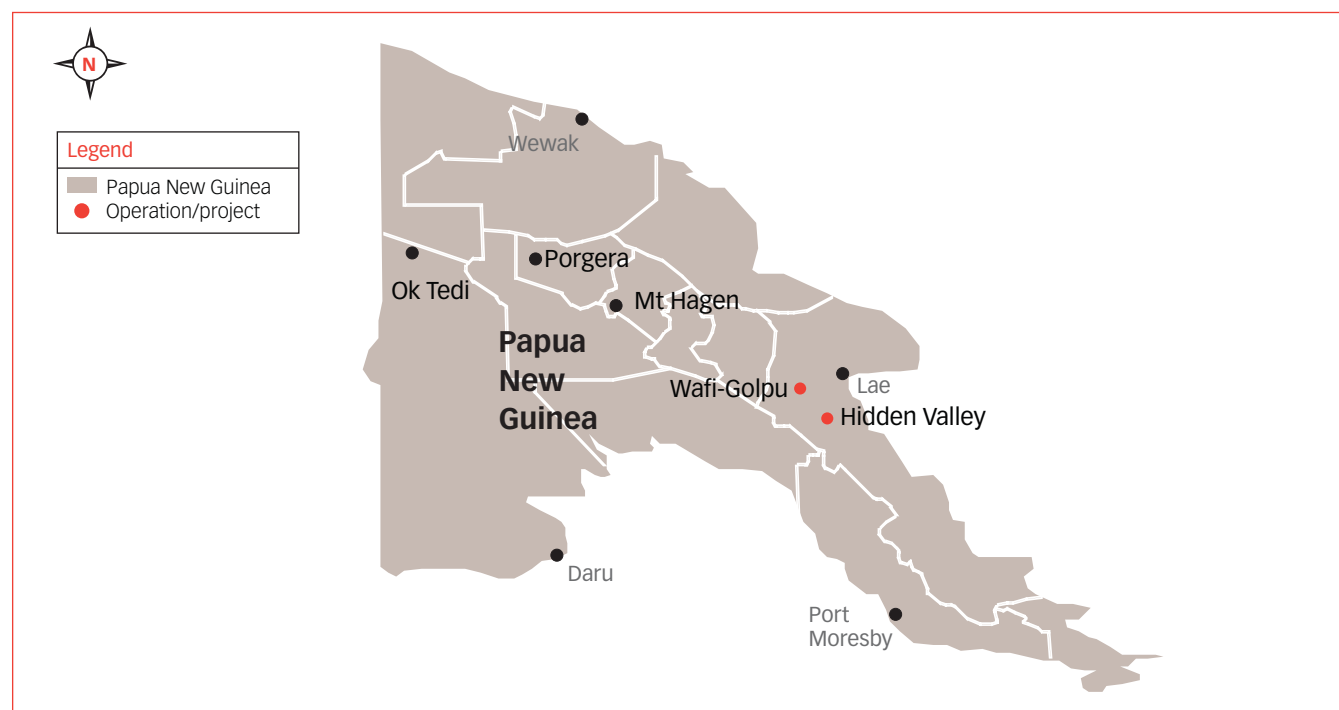 N
Legend
Papua New Guinea
Operation/project
Wewak
Porgera
Ok Tedi
Mt Hagen
Papua
New
Guinea
Wafi-Golpu
Lae
Hidden Valley
Daru
Port
Moresby